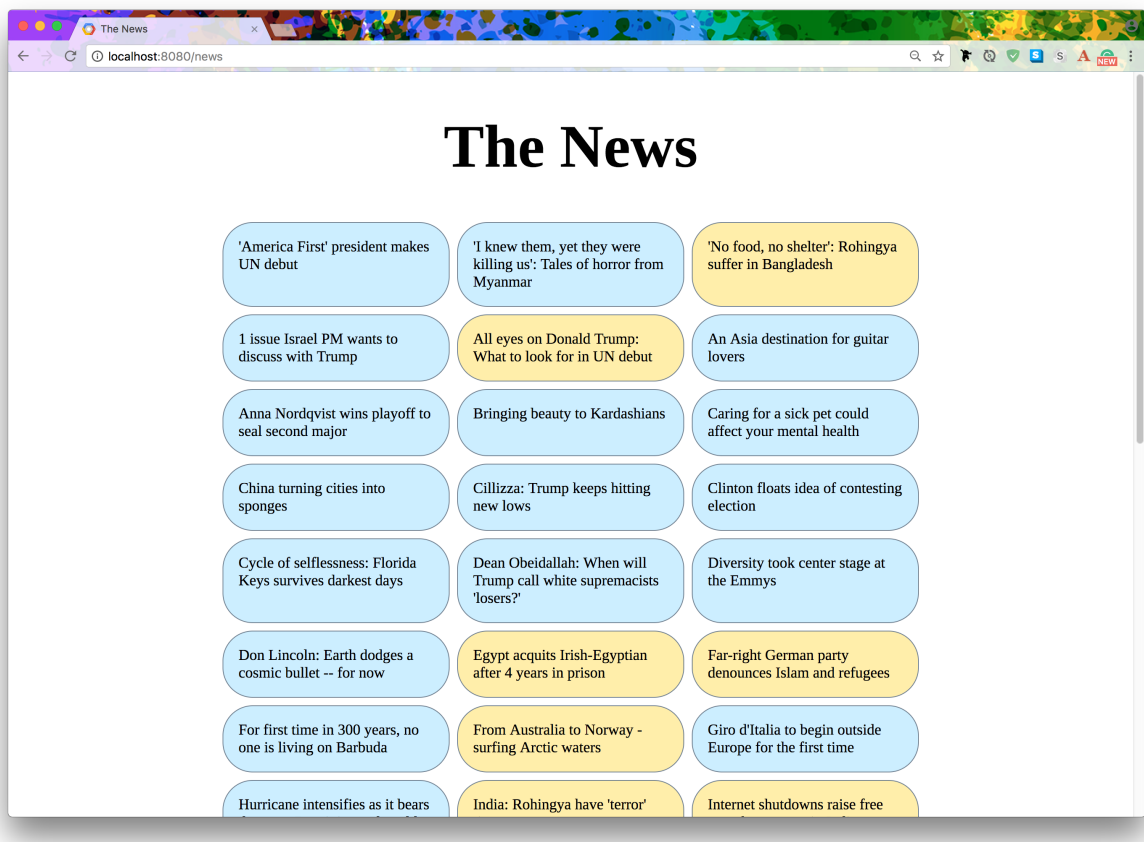 The News
localhost:8080/news
NEW
The News
'America First' president makes
UN debut
'I knew them, yet they were
killing us': Tales of horror from
Myanmar
'No food, no shelter': Rohingya
suffer in Bangladesh
1 issue Israel PM wants to
discuss with Trump
All eyes on Donald Trump:
What to look for in UN debut
An Asia destination for guitar
lovers
Anna Nordqvist wins playoff to
seal second major
Bringing beauty to Kardashians
Caring for a sick pet could
affect your mental health
China turning cities into
sponges
Cillizza: Trump keeps hitting
new lows
Clinton floats idea of contesting
election
Cycle of selflessness: Florida
Keys survives darkest days
Dean Obeidallah: When will
Trump call white supremacists
'losers?'
Diversity took center stage at
the Emmys
Don Lincoln: Earth dodges a
cosmic bullet -- for now
Egypt acquits Irish-Egyptian
after 4 years in prison
Far-right German party
denounces Islam and refugees
For first time in 300 years, no
one is living on Barbuda
From Australia to Norway -
surfing Arctic waters
Giro d'Italia to begin outside
Europe for the first time
Hurricane intensifies as it bears
India: Rohingya have 'terror'
Internet shutdowns raise free